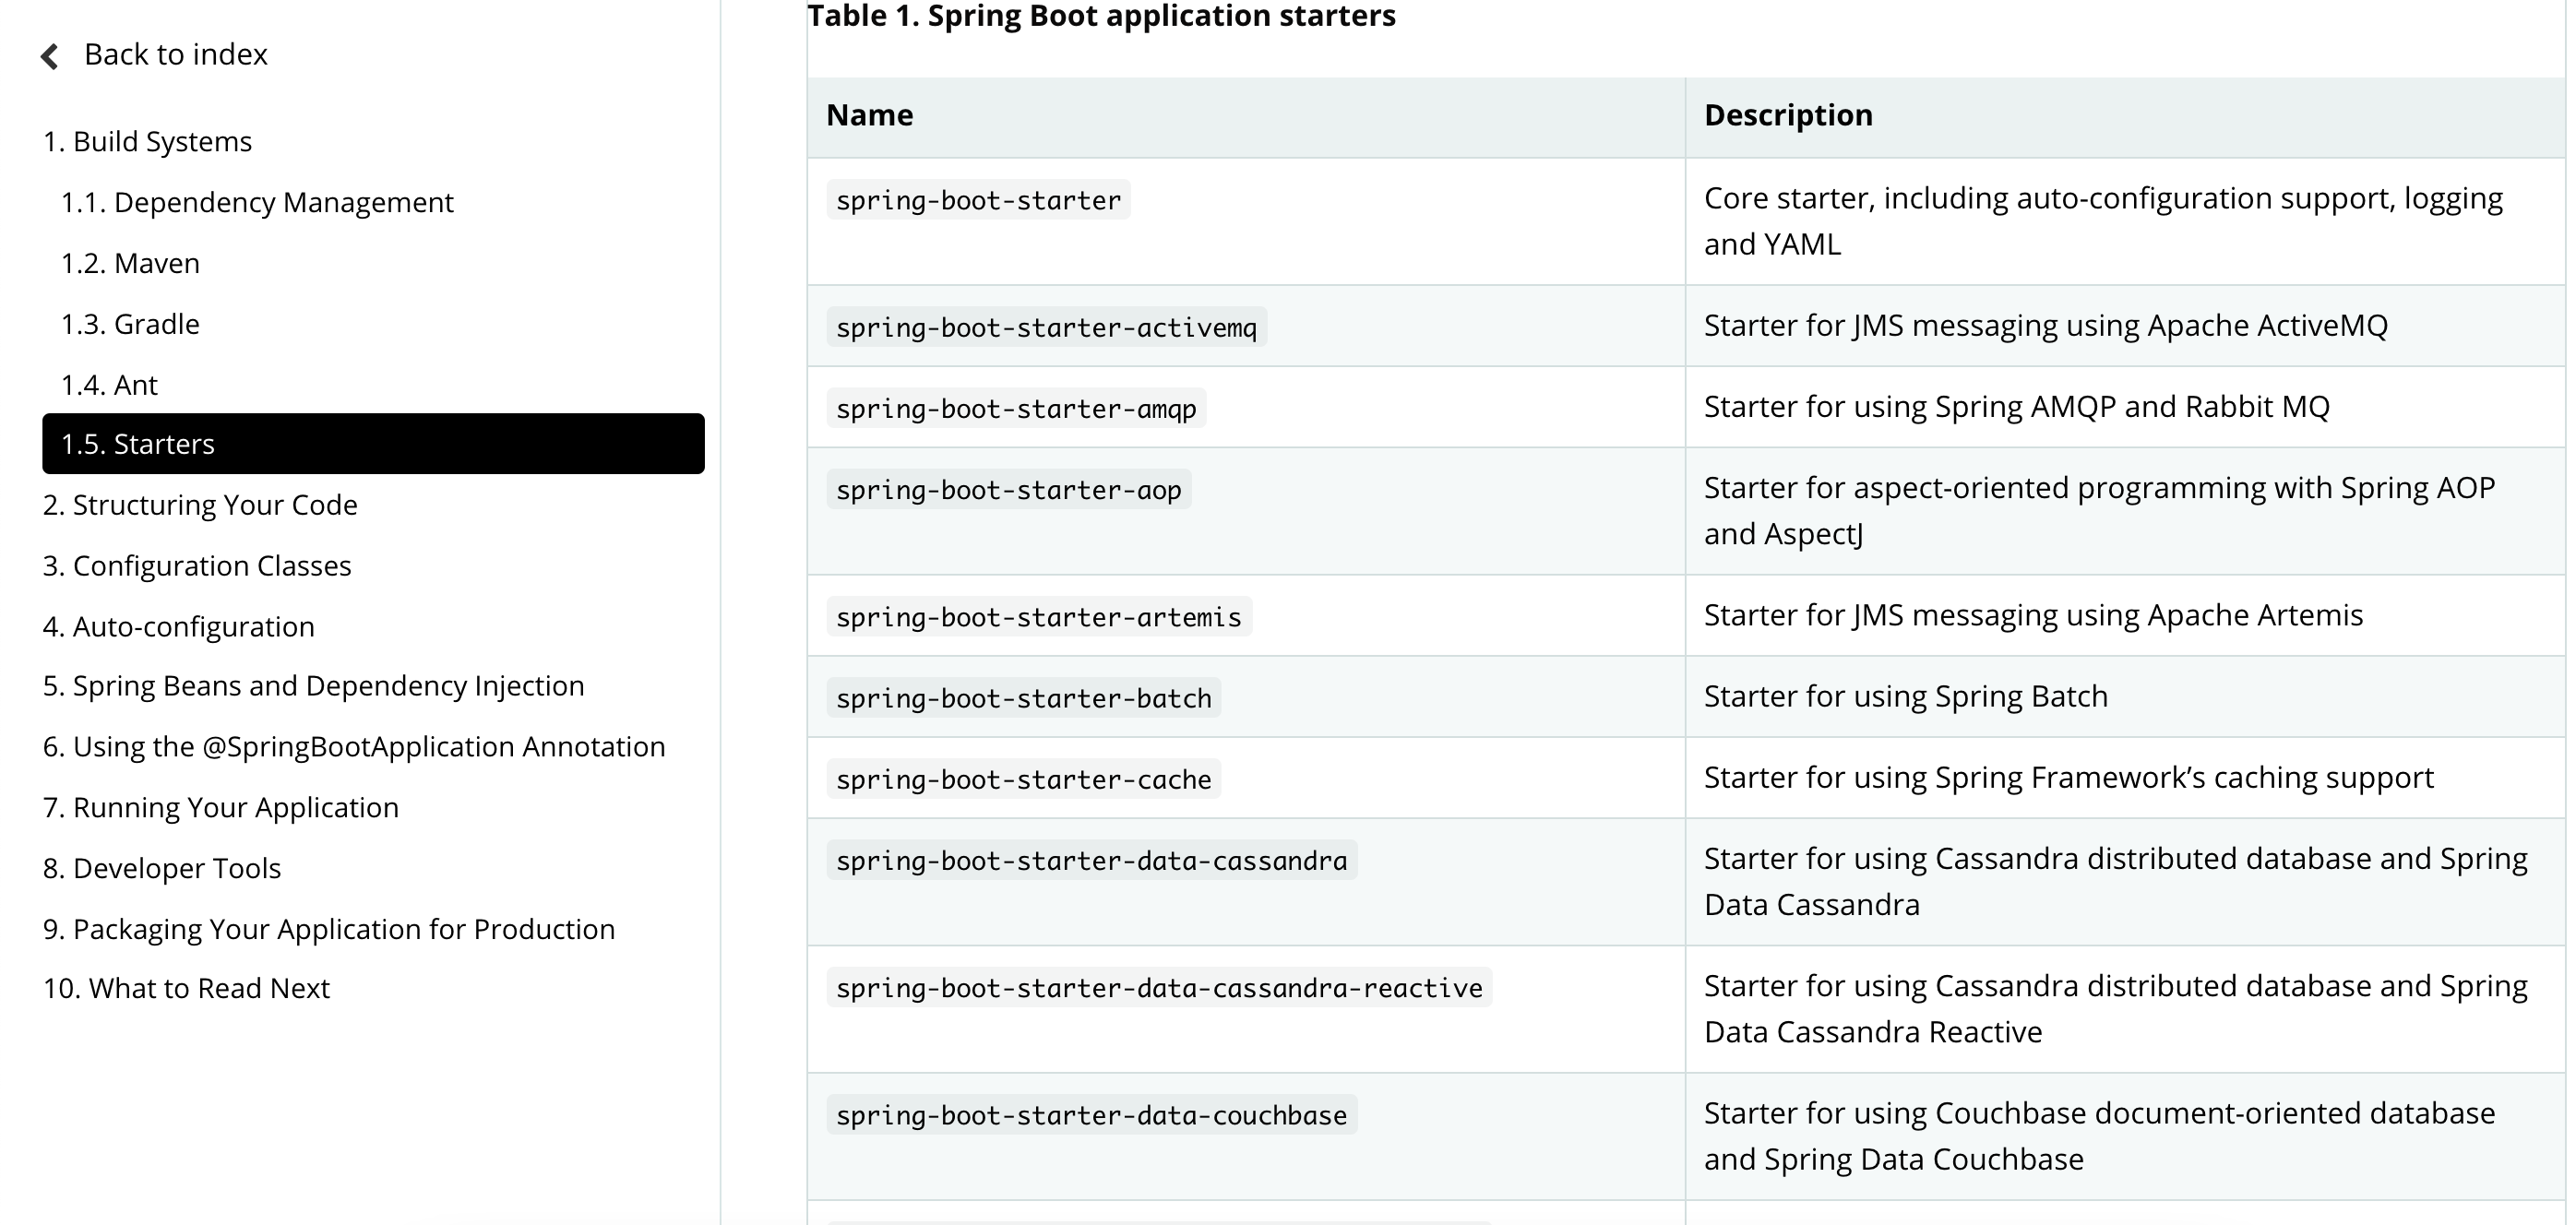 Back to index
1. Build Systems
1.1. Dependency Management
1.2. Maven
1.3. Gradle
1.4. Ant
1.5. Starters
2. Structuring Your Code
3. Configuration Classes
4. Auto-configuration
5. Spring Beans and Dependency Injection
6. Using the @SpringBootApplication Annotation
7. Running Your Application
8. Developer Tools
9. Packaging Your Application for Production
10. What to Read Next
Table 1. Spring Boot application starters
Name Description
spring-boot-starter Core starter, including auto-configuration support, logging
and YAML
spring-boot-starter-activemq Starter for JMS messaging using Apache ActiveMQ
spring-boot-starter-amqp Starter for using Spring AMQP and Rabbit MQ
spring-boot-starter-aop Starter for aspect-oriented programming with Spring AOP
and AspectJ
spring-boot-starter-artemis Starter for JMS messaging using Apache Artemis
spring-boot-starter-batch Starter for using Spring Batch
spring-boot-starter-cache Starter for using Spring Framework’s caching support
spring-boot-starter-data-cassandra Starter for using Cassandra distributed database and Spring
Data Cassandra
spring-boot-starter-data-cassandra-reactive Starter for using Cassandra distributed database and Spring
Data Cassandra Reactive
spring-boot-starter-data-couchbase Starter for using Couchbase document-oriented database
and Spring Data Couchbase